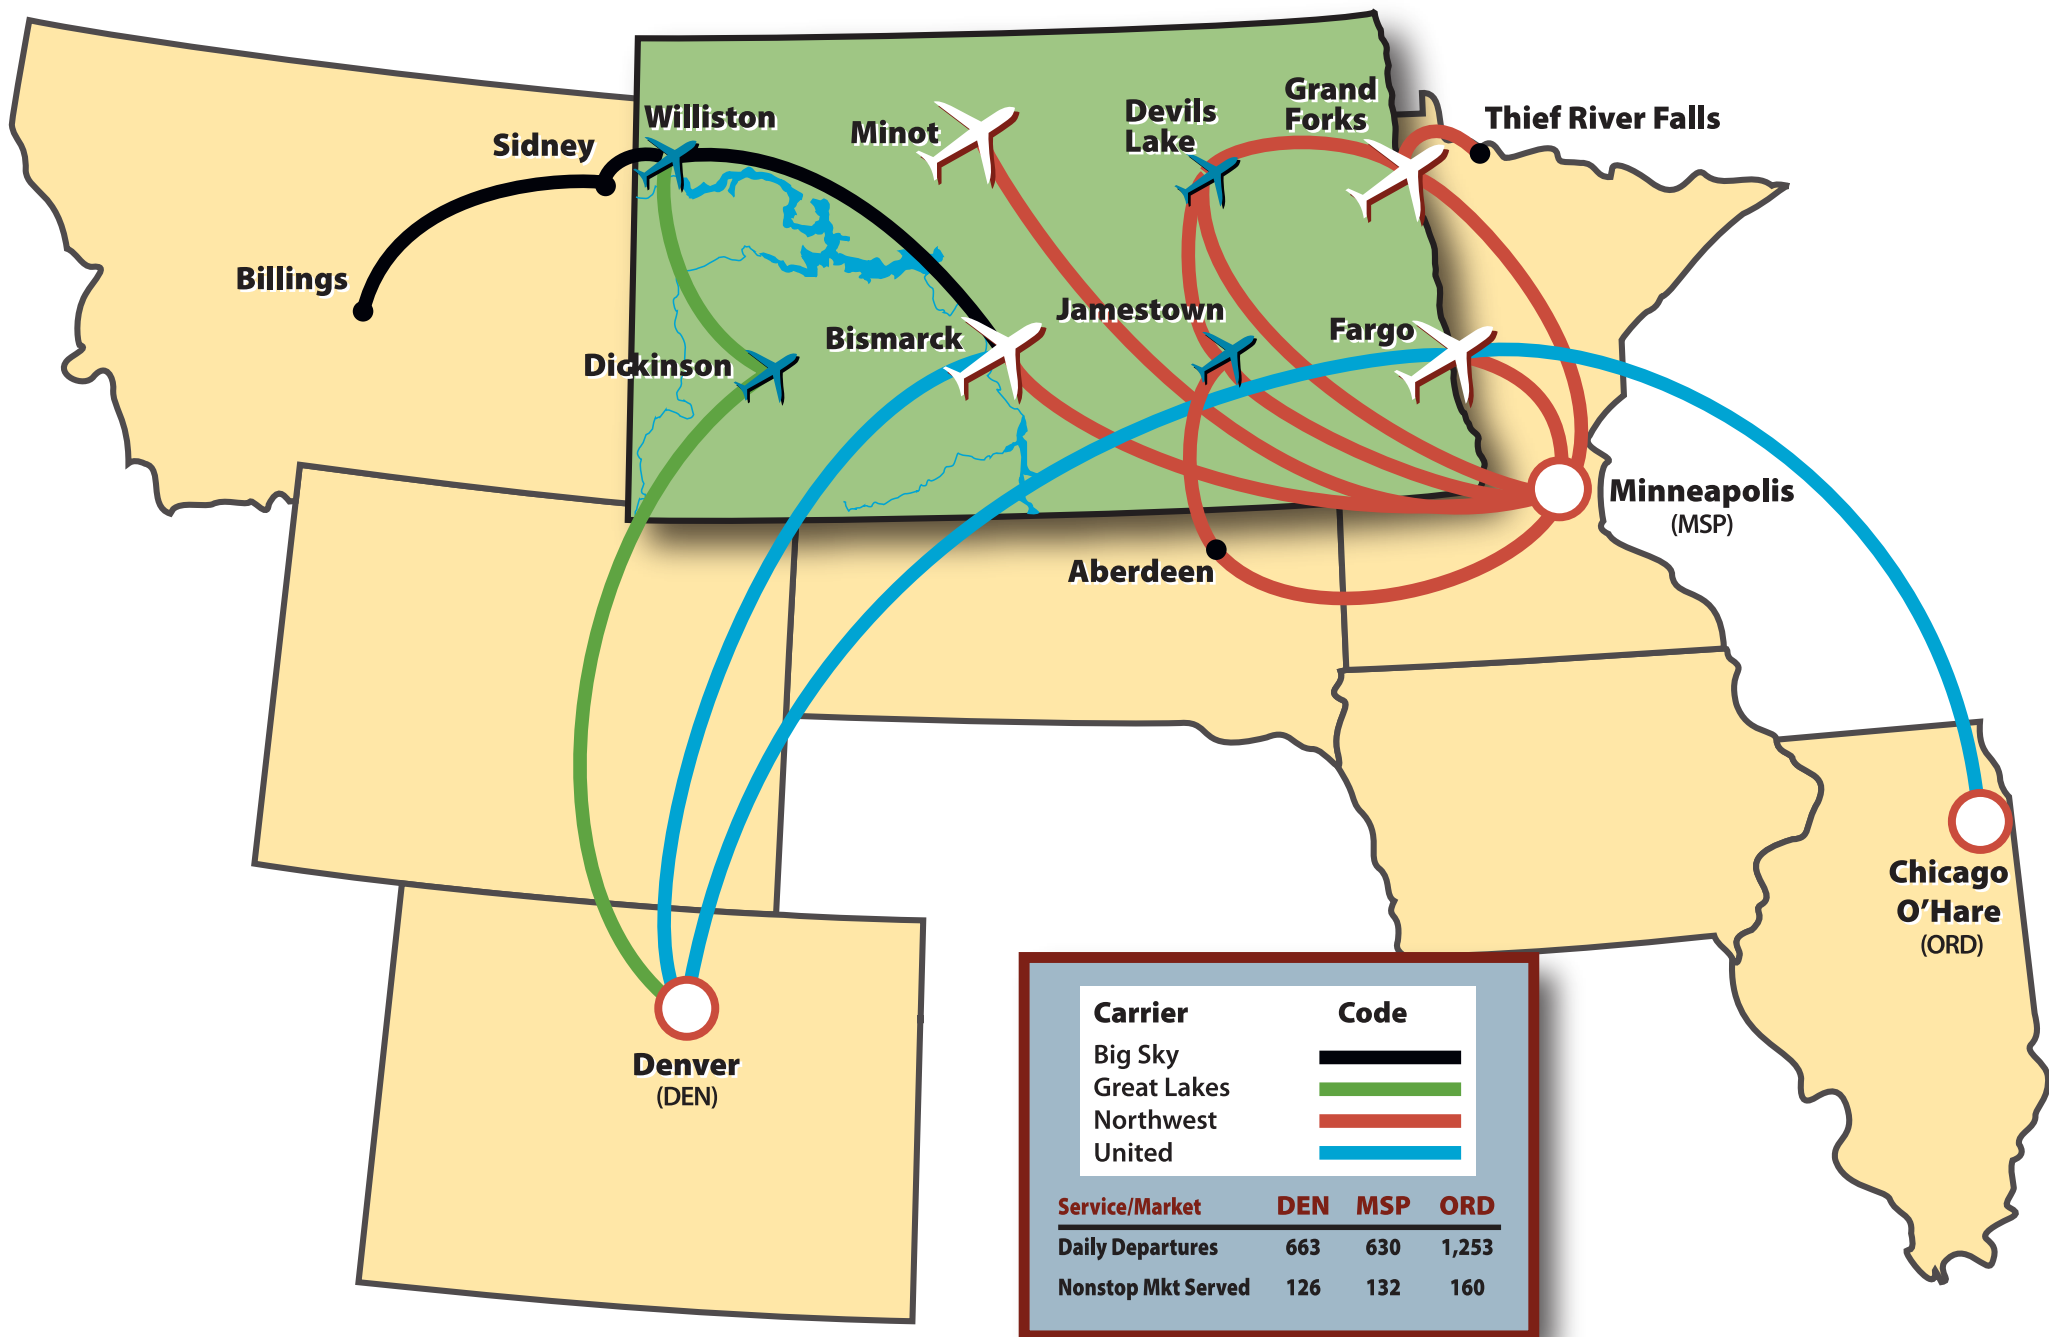 Williston
Sidney
Minot
Devils
Lake
Grand
Forks
Thief River Falls
Billings
Dickinson
Bismarck
Jamestown
Fargo
Minneapolis
(MSP)
Aberdeen
Chicago
O'Hare
(ORD)
Denver
(DEN)
Carrier Code
Big Sky
Great Lakes
Northwest
United
Service/Market DEN MSP ORD
Daily Departures 663 630 1,253
Nonstop Mkt Served 126 132 160